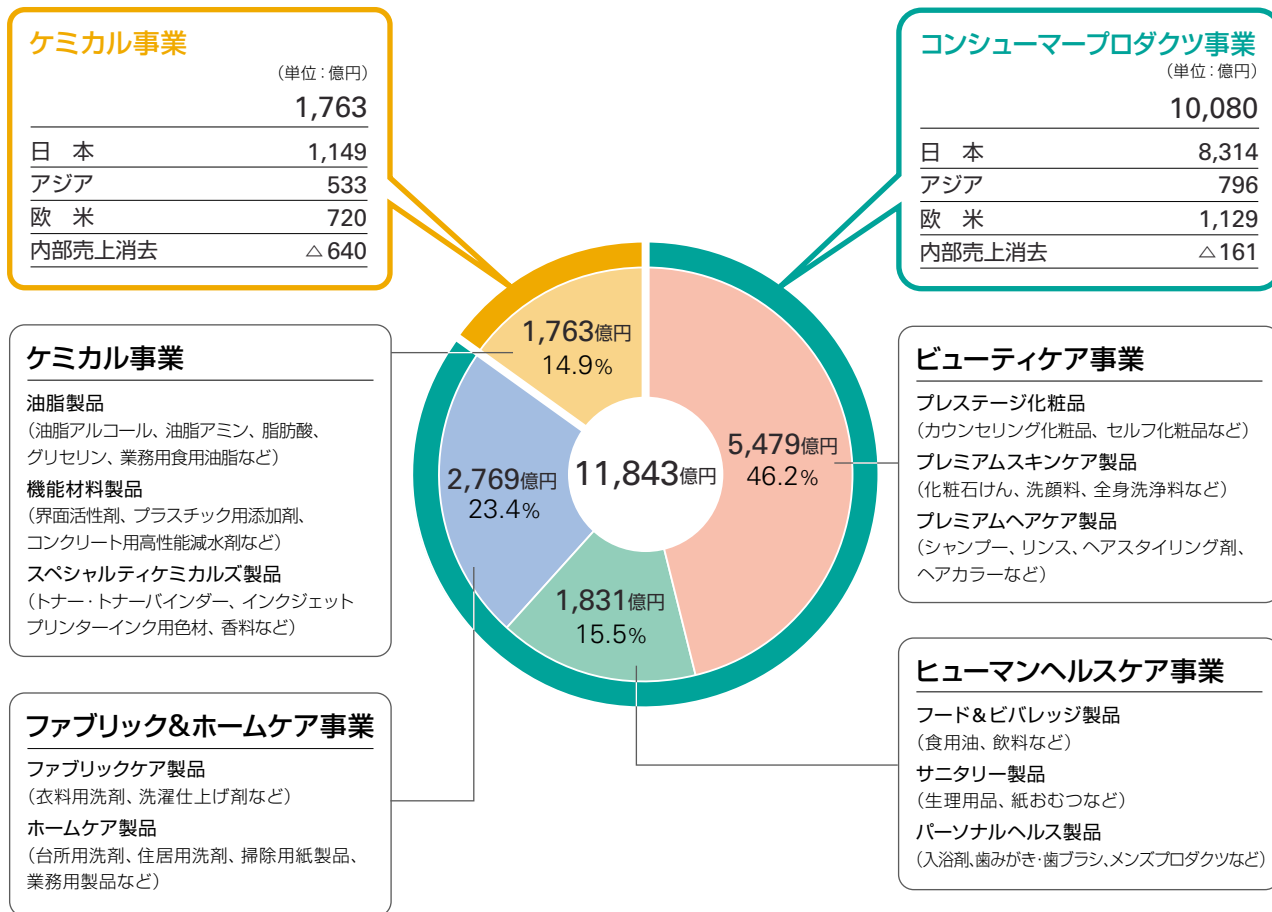 ケミカル事業
(単位:億円)
1,763
日 本 1,149
アジア 533
欧 米 720
内部売上消去 △640
コンシューマープロダクツ事業
(単位:億円)
10,080
日 本 8,314
アジア 796
欧 米 1,129
内部売上消去 △161
1,763億円
14.9%
5,479億円
46.2%
2,769億円
23.4%
1,831億円
15.5%
11,843億円
ケミカル事業
油脂製品
(油脂アルコール、油脂アミン、脂肪酸、
グリセリン、業務用食用油脂など)
機能材料製品
(界面活性剤、プラスチック用添加剤、
コンクリート用高性能減水剤など)
スペシャルティケミカルズ製品
(トナー・トナーバインダー、インクジェット
プリンターインク用色材、香料など)
ファブリック&ホームケア事業
ファブリックケア製品
(衣料用洗剤、洗濯仕上げ剤など)
ホームケア製品
(台所用洗剤、住居用洗剤、掃除用紙製品、
業務用製品など)
ビューティケア事業
プレステージ化粧品
(カウンセリング化粧品、セルフ化粧品など)
プレミアムスキンケア製品
(化粧石けん、洗顔料、全身洗浄料など)
プレミアムヘアケア製品
(シャンプー、リンス、ヘアスタイリング剤、
ヘアカラーなど)
ヒューマンヘルスケア事業
フード&ビバレッジ製品
(食用油、飲料など)
サニタリー製品
(生理用品、紙おむつなど)
パーソナルヘルス製品
(入浴剤、歯みがき・歯ブラシ、メンズプロダクツなど)